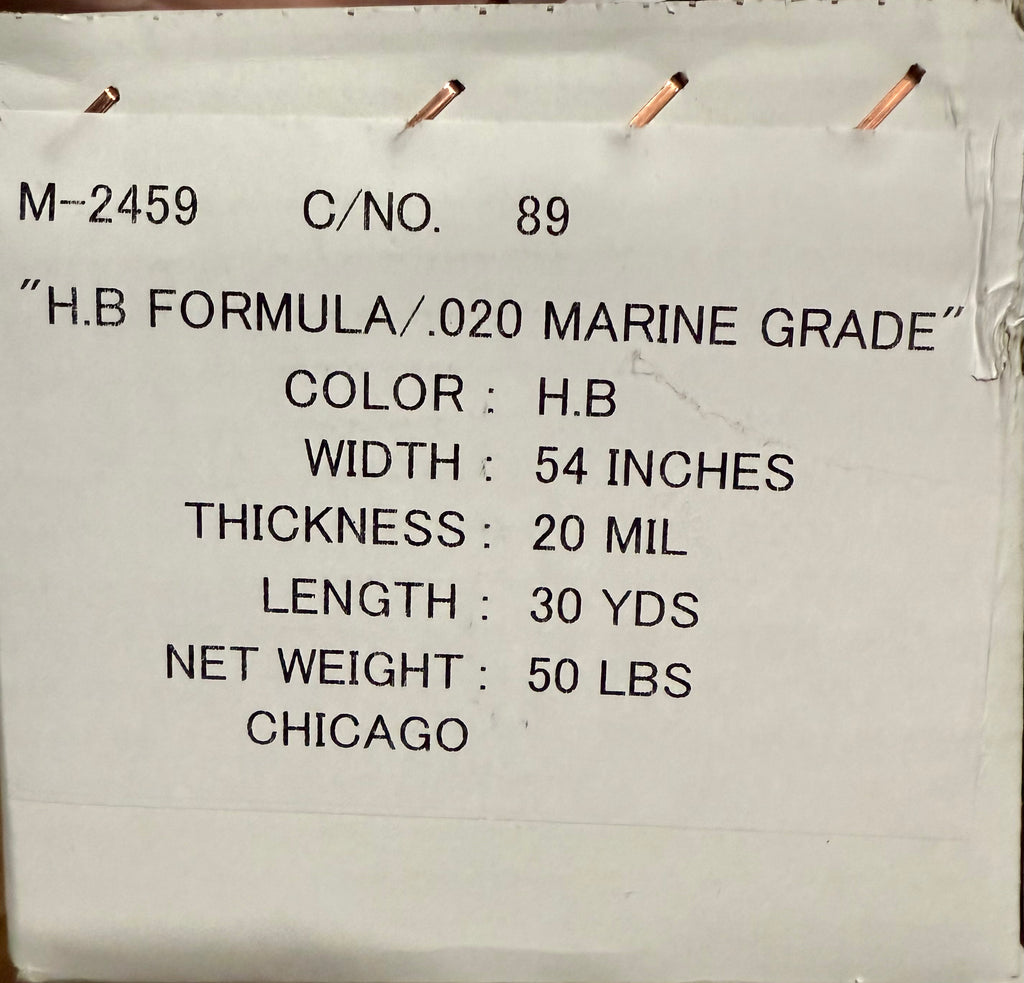 M-2459 C/NO. 89
"H.B FORMULA/.020 MARINE GRADE"
COLOR : H.B
WIDTH : 54 INCHES
THICKNESS : 20 MIL
LENGTH : 30 YDS
NET WEIGHT : 50 LBS
CHICAGO